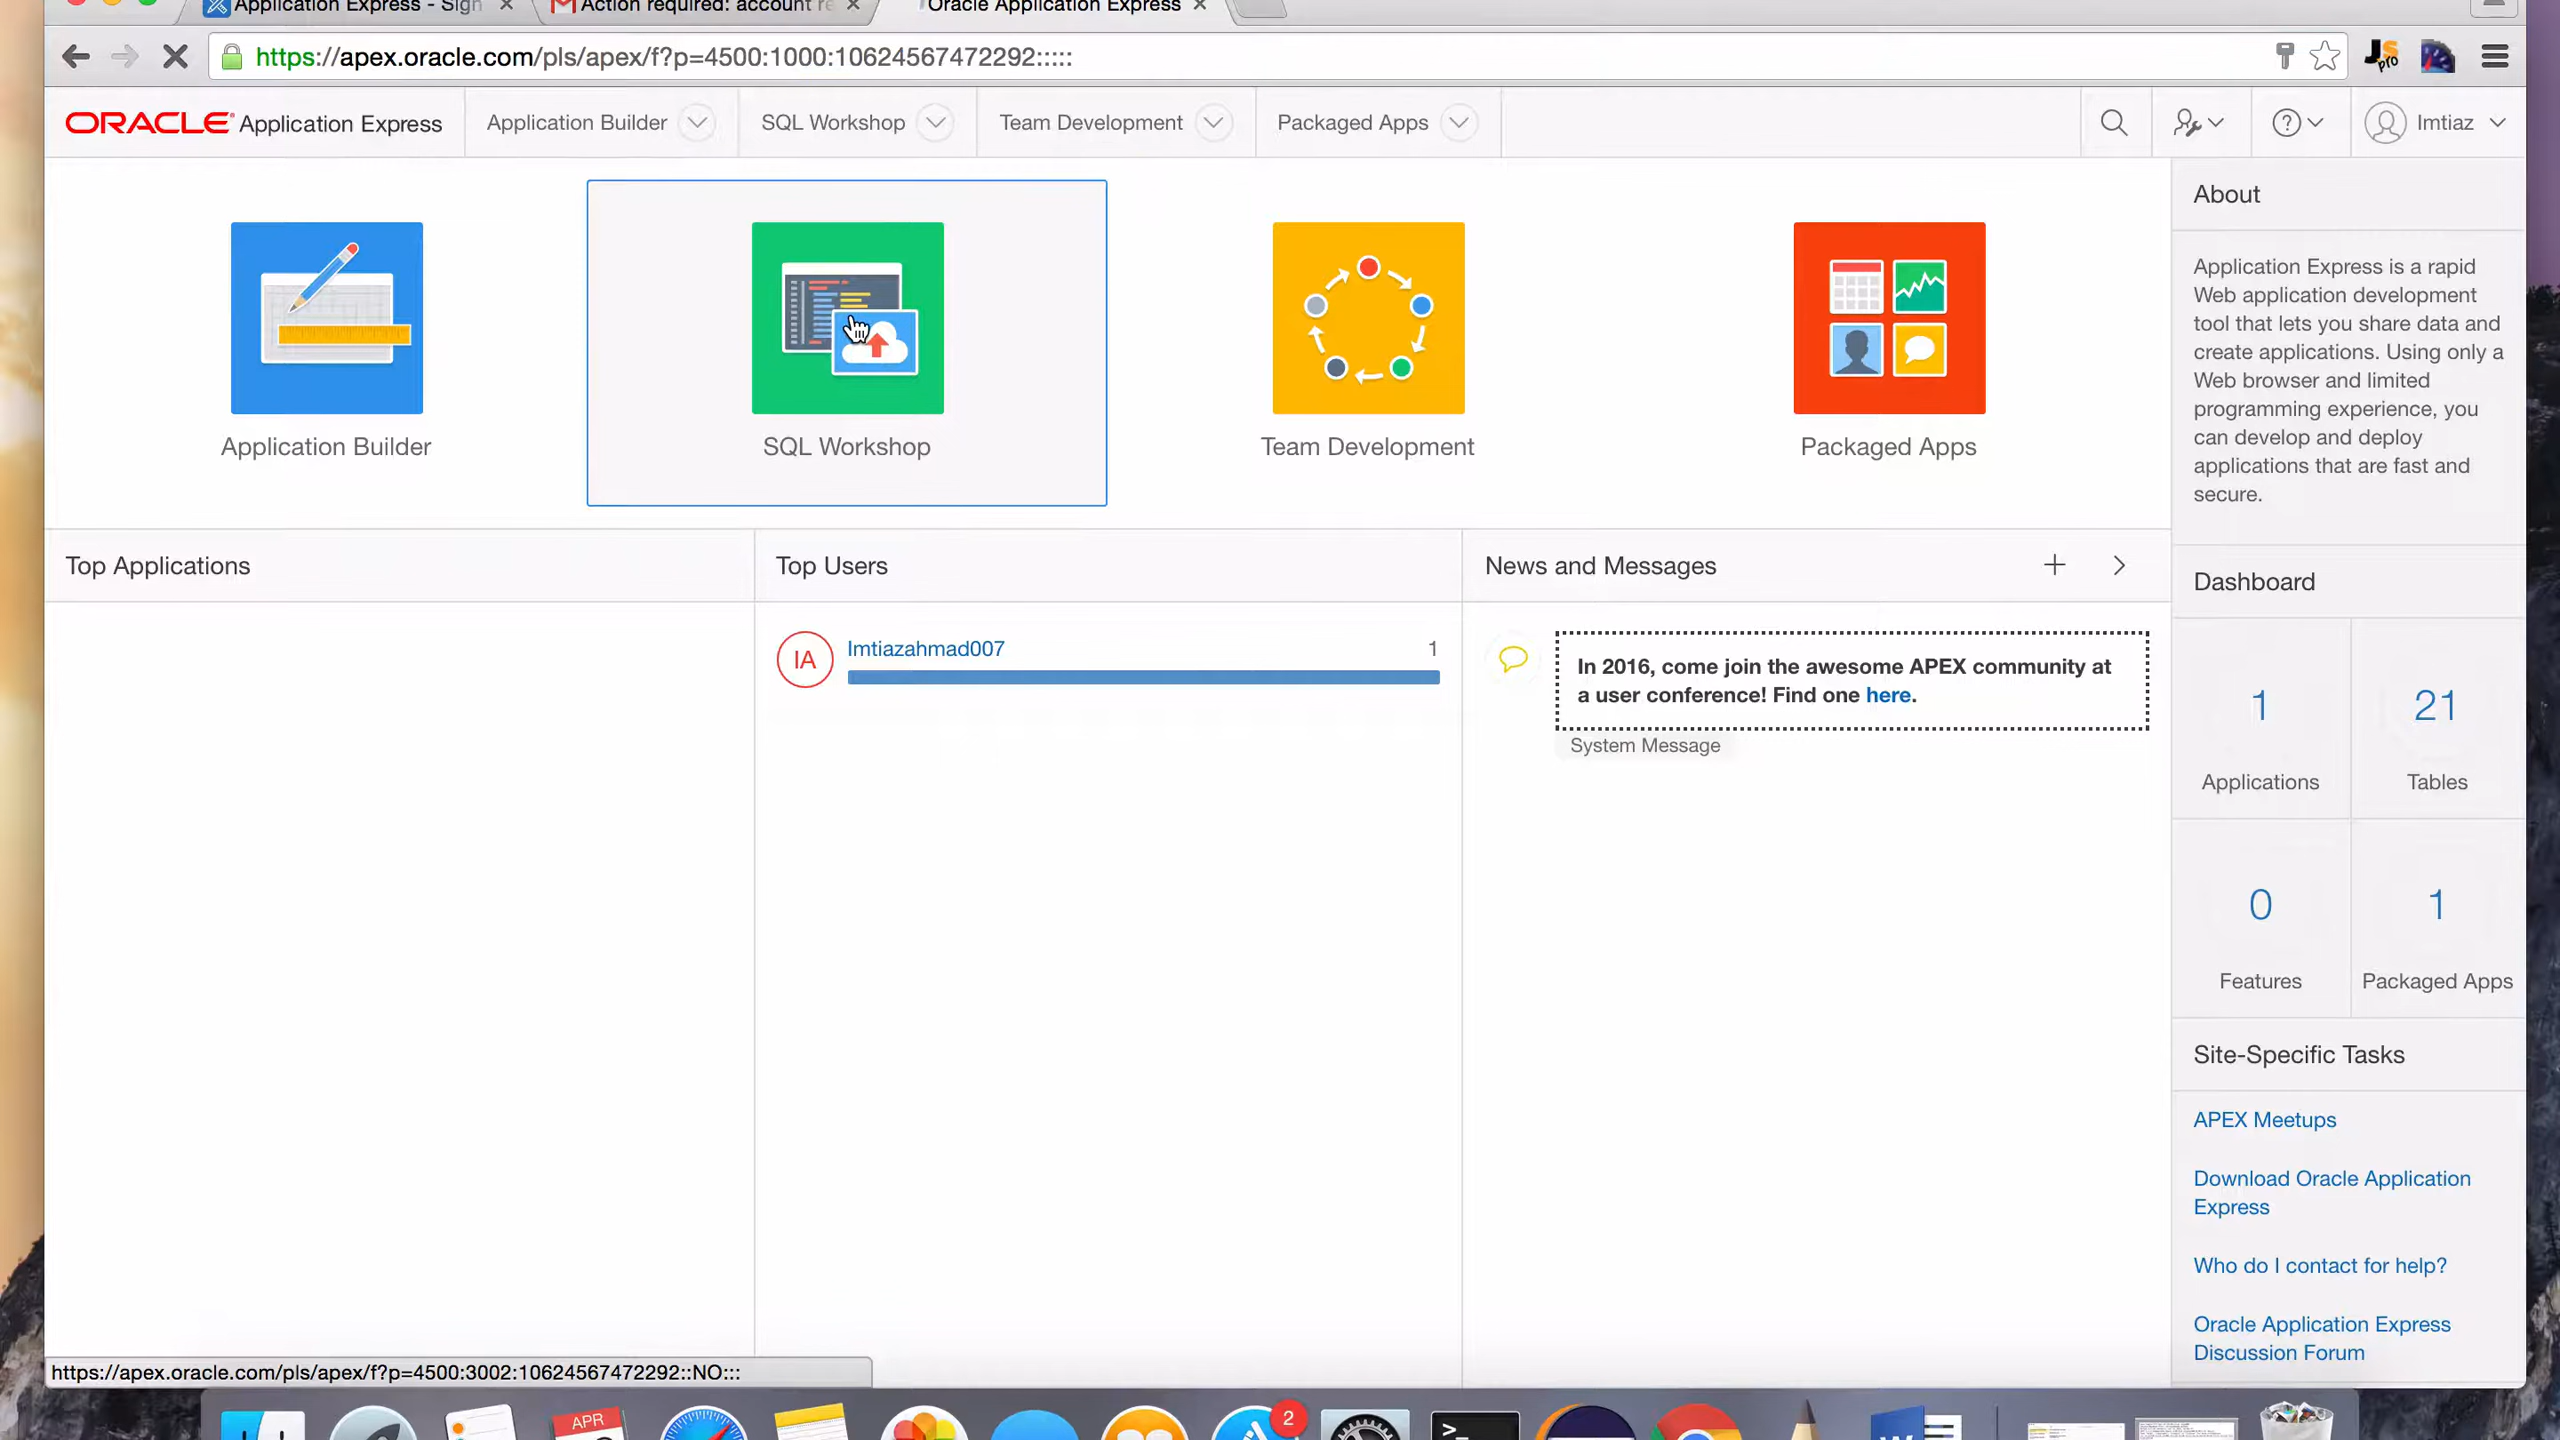 Application Express - Sign
Action required: account re
Oracle Application Express
https://apex.oracle.com/pls/apex/f?p=4500:1000:10624567472292:::::
JS pro
ORACLE Application Express
Application Builder
SQL Workshop
Team Development
Packaged Apps
Imtiaz
Application Builder
SQL Workshop
Team Development
Packaged Apps
About
Application Express is a rapid
Web application development
tool that lets you share data and
create applications. Using only a
Web browser and limited
programming experience, you
can develop and deploy
applications that are fast and
secure.
Top Applications
Top Users
IA
Imtiazahmad007
1
News and Messages
In 2016, come join the awesome APEX community at
a user conference! Find one here.
System Message
Dashboard
1
Applications
21
Tables
0
Features
1
Packaged Apps
Site-Specific Tasks
APEX Meetups
Download Oracle Application
Express
Who do I contact for help?
Oracle Application Express
Discussion Forum
https://apex.oracle.com/pls/apex/f?p=4500:3002:10624567472292::NO:::
APR
2